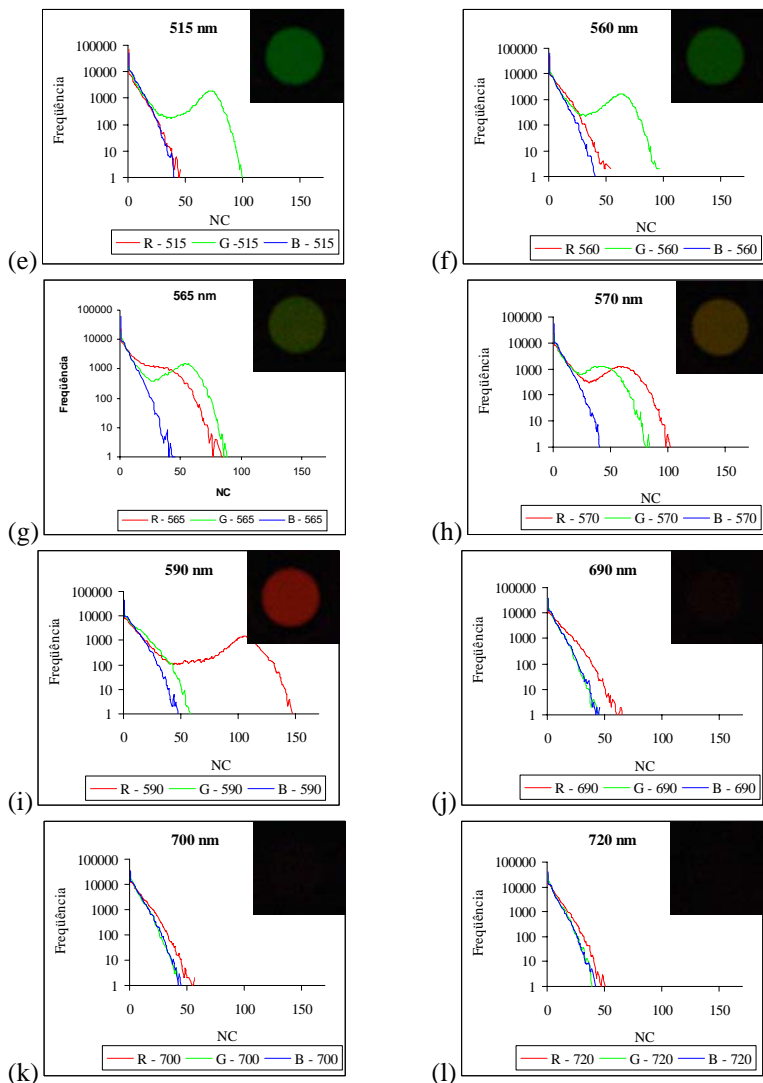 515 nm
Freqüência
100000
10000
1000
100
10
1
0 50 100 150
NC
R - 515 G -515 B - 515
(e)
560 nm
Freqüência
100000
10000
1000
100
10
1
0 50 100 150
NC
R 560 G - 560 B - 560
(f)
565 nm
Freqüência
100000
10000
1000
100
10
1
0 50 100 150
NC
R - 565 G - 565 B - 565
(g)
570 nm
Freqüência
100000
10000
1000
100
10
1
0 50 100 150
NC
R - 570 G - 570 B - 570
(h)
590 nm
Freqüência
100000
10000
1000
100
10
1
0 50 100 150
NC
R - 590 G - 590 B - 590
(i)
690 nm
Freqüência
100000
10000
1000
100
10
1
0 50 100 150
NC
R - 690 G - 690 B - 690
(j)
700 nm
Freqüência
100000
10000
1000
100
10
1
0 50 100 150
NC
R - 700 G - 700 B - 700
(k)
720 nm
Freqüência
100000
10000
1000
100
10
1
0 50 100 150
NC
R - 720 G - 720 B - 720
(l)